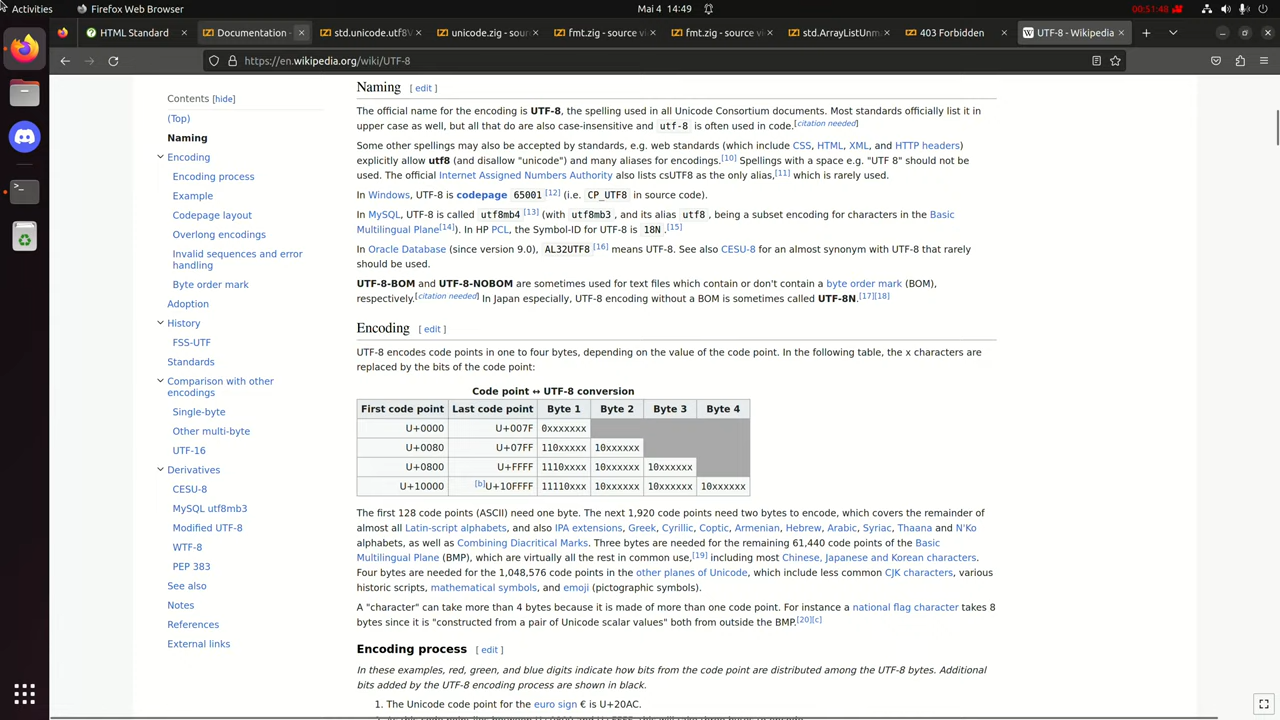 Activities
Firefox Web Browser
Mai 4 14:49
00:51:48
HTML Standard
Documentation -
std.unicode.utf8V
unicode.zig - sour
fmt.zig - source vi
fmt.zig - source vi
std.ArrayListUnm
403 Forbidden
UTF-8 - Wikipedia
https://en.wikipedia.org/wiki/UTF-8
Contents [hide]
(Top)
Naming
Encoding
Encoding process
Example
Codepage layout
Overlong encodings
Invalid sequences and error
handling
Byte order mark
Adoption
History
FSS-UTF
Standards
Comparison with other
encodings
Single-byte
Other multi-byte
UTF-16
Derivatives
CESU-8
MySQL utf8mb3
Modified UTF-8
WTF-8
PEP 383
See also
Notes
References
External links
Naming [ edit ]
The official name for the encoding is UTF-8, the spelling used in all Unicode Consortium documents. Most standards officially list it in
upper case as well, but all that do are also case-insensitive and utf-8 is often used in code.[citation needed]
Some other spellings may also be accepted by standards, e.g. web standards (which include CSS, HTML, XML, and HTTP headers)
explicitly allow utf8 (and disallow "unicode") and many aliases for encodings.[10] Spellings with a space e.g. "UTF 8" should not be
used. The official Internet Assigned Numbers Authority also lists csUTF8 as the only alias,[11] which is rarely used.
In Windows, UTF-8 is codepage 65001 [12] (i.e. CP_UTF8 in source code).
In MySQL, UTF-8 is called utf8mb4 [13] (with utf8mb3 , and its alias utf8 , being a subset encoding for characters in the Basic
Multilingual Plane[14]). In HP PCL, the Symbol-ID for UTF-8 is 18N .[15]
In Oracle Database (since version 9.0), AL32UTF8 [16] means UTF-8. See also CESU-8 for an almost synonym with UTF-8 that rarely
should be used.
UTF-8-BOM and UTF-8-NOBOM are sometimes used for text files which contain or don't contain a byte order mark (BOM),
respectively.[citation needed] In Japan especially, UTF-8 encoding without a BOM is sometimes called UTF-8N.[17][18]
Encoding [ edit ]
UTF-8 encodes code points in one to four bytes, depending on the value of the code point. In the following table, the x characters are
replaced by the bits of the code point:
Code point ↔ UTF-8 conversion
First code point Last code point Byte 1 Byte 2 Byte 3 Byte 4
U+0000 U+007F 0xxxxxxx
U+0080 U+07FF 110xxxxx 10xxxxxx
U+0800 U+FFFF 1110xxxx 10xxxxxx 10xxxxxx
U+10000 [b]U+10FFFF 11110xxx 10xxxxxx 10xxxxxx 10xxxxxx
The first 128 code points (ASCII) need one byte. The next 1,920 code points need two bytes to encode, which covers the remainder of
almost all Latin-script alphabets, and also IPA extensions, Greek, Cyrillic, Coptic, Armenian, Hebrew, Arabic, Syriac, Thaana and N'Ko
alphabets, as well as Combining Diacritical Marks. Three bytes are needed for the remaining 61,440 code points of the Basic
Multilingual Plane (BMP), which are virtually all the rest in common use,[19] including most Chinese, Japanese and Korean characters.
Four bytes are needed for the 1,048,576 code points in the other planes of Unicode, which include less common CJK characters, various
historic scripts, mathematical symbols, and emoji (pictographic symbols).
A "character" can take more than 4 bytes because it is made of more than one code point. For instance a national flag character takes 8
bytes since it is "constructed from a pair of Unicode scalar values" both from outside the BMP.[20][c]
Encoding process [ edit ]
In these examples, red, green, and blue digits indicate how bits from the code point are distributed among the UTF-8 bytes. Additional
bits added by the UTF-8 encoding process are shown in black.
1. The Unicode code point for the euro sign € is U+20AC.